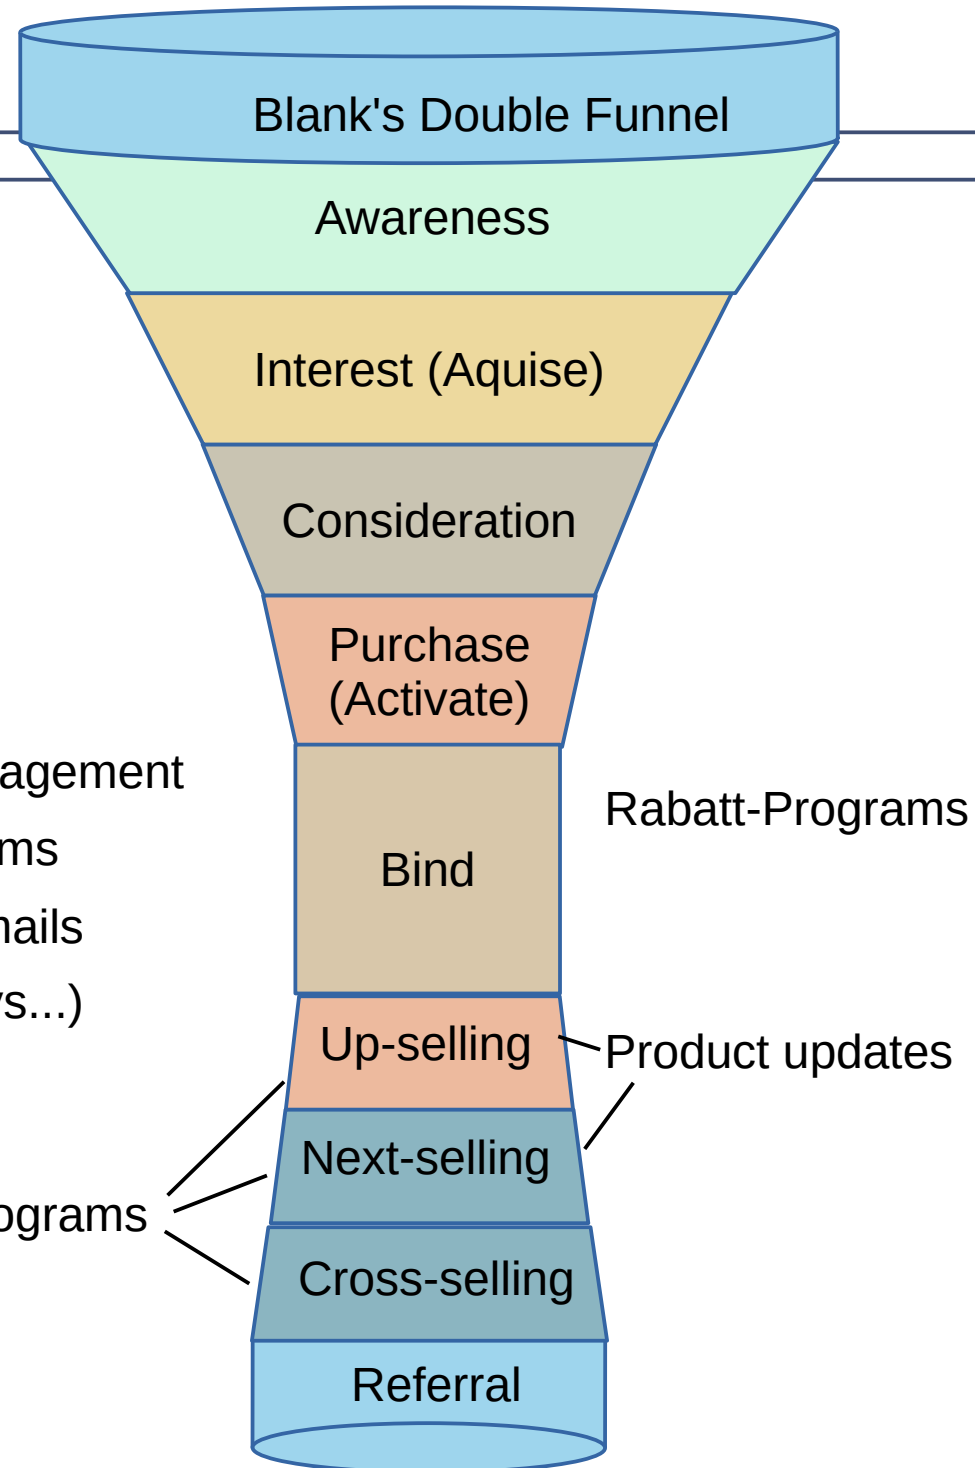 Blank's Double Funnel
Awareness
Interest (Aquise)
Consideration
Purchase
(Activate)
agement
Rabatt-Programs
ms
Bind
nails
s...)
Up-selling
Product updates
Next-selling
ograms
Cross-selling
Referral